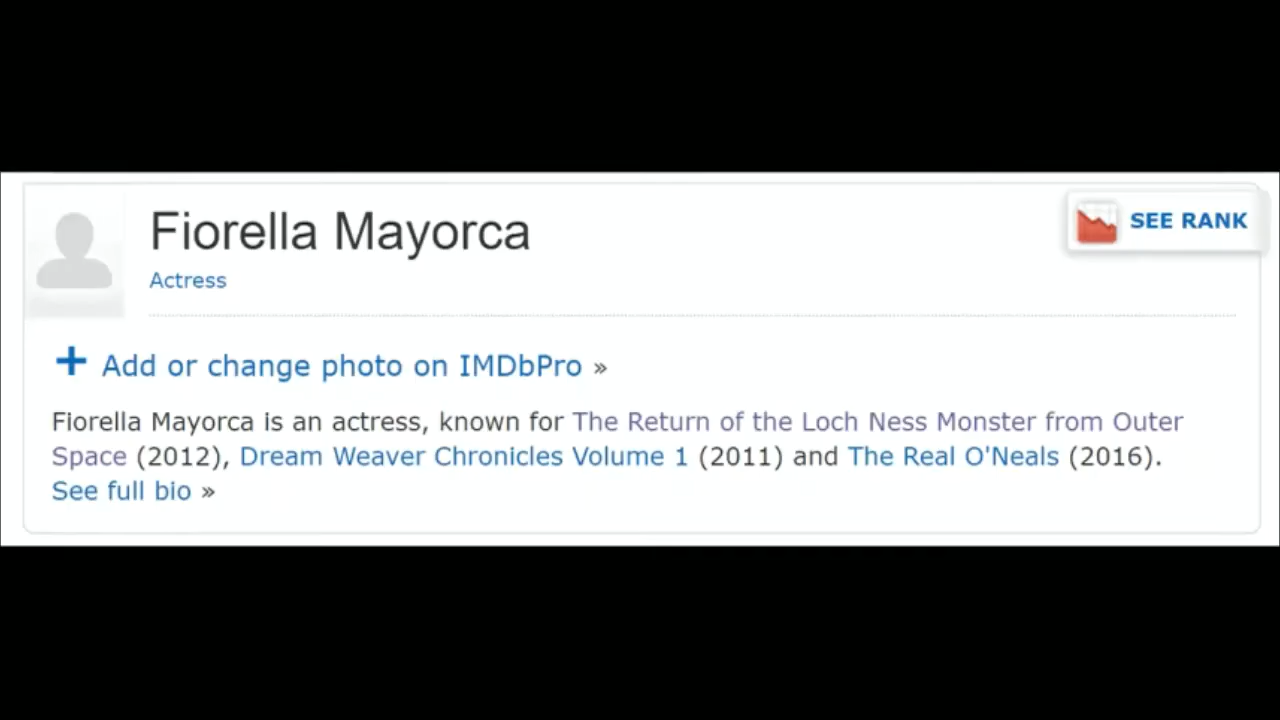 Fiorella Mayorca
SEE RANK
Actress
+ Add or change photo on IMDbPro »
Fiorella Mayorca is an actress, known for The Return of the Loch Ness Monster from Outer
Space (2012), Dream Weaver Chronicles Volume 1 (2011) and The Real O'Neals (2016).
See full bio »